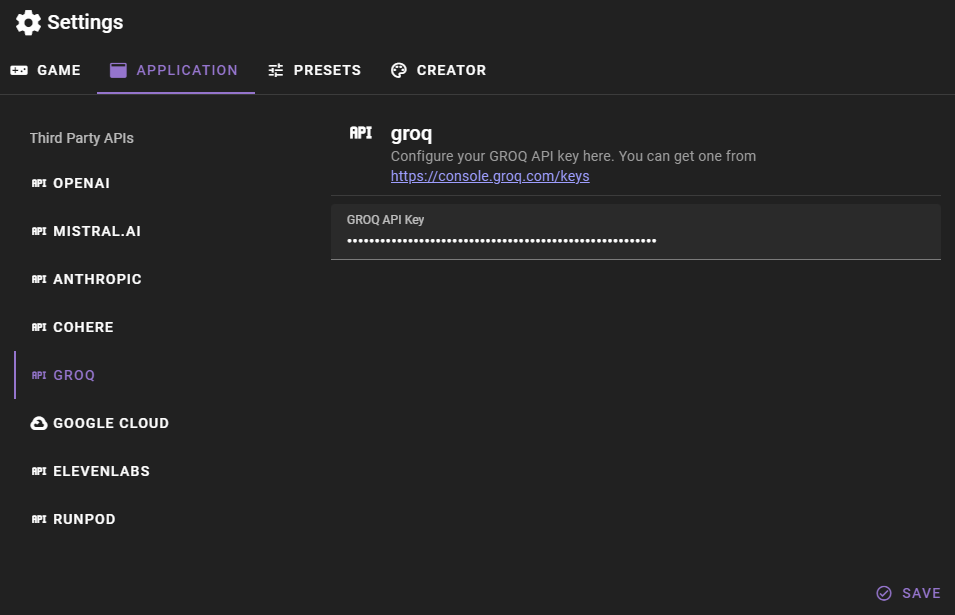 Settings
GAME
APPLICATION
PRESETS
CREATOR
Third Party APIs
API OPENAI
API MISTRAL.AI
API ANTHROPIC
API COHERE
API GROQ
GOOGLE CLOUD
API ELEVENLABS
API RUNPOD
API groq
Configure your GROQ API key here. You can get one from
https://console.groq.com/keys
GROQ API Key
SAVE